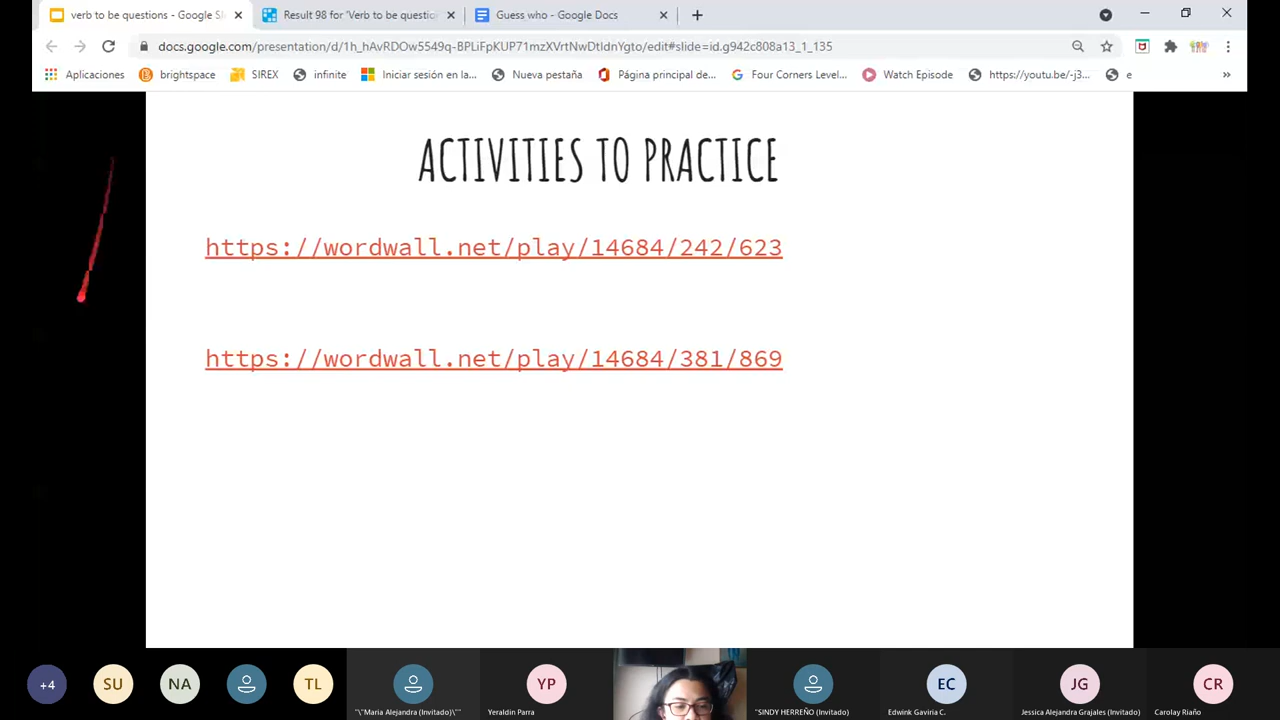 verb to be questions - Google Sl
Result 98 for 'Verb to be questio
Guess who - Google Docs
docs.google.com/presentation/d/1h_hAvRDOw5549q-BPLiFpKUP71mzXVrtNwDtIdnYgto/edit#slide=id.g942c808a13_1_135
Aplicaciones brightspace SIREX infinite Iniciar sesión en la... Nueva pestaña Página principal de... Four Corners Level... Watch Episode https://youtu.be/-j3... e »
ACTIVITIES TO PRACTICE
https://wordwall.net/play/14684/242/623
https://wordwall.net/play/14684/381/869
+4 SU NA TL YP EC JG CR
"\"Maria Alejandra (Invitado)\"" Yeraldin Parra "SINDY HERREÑO (Invitado) Edwink Gaviria C. Jessica Alejandra Grajales (Invitado) Carolay Riaño